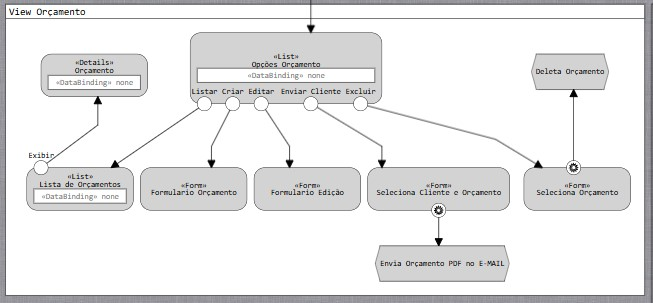 View Orçamento
«Details»
Orçamento
«DataBinding» none
«List»
Opções Orçamento
«DataBinding» none
Listar Criar Editar Enviar Cliente Excluir
Deleta Orçamento
Exibir
«List»
Lista de Orçamentos
«DataBinding» none
«Form»
Formulario Orçamento
«Form»
Formulario Edição
«Form»
Seleciona Cliente e Orçamento
«Form»
Seleciona Orçamento
Envia Orçamento PDF no E-MAIL